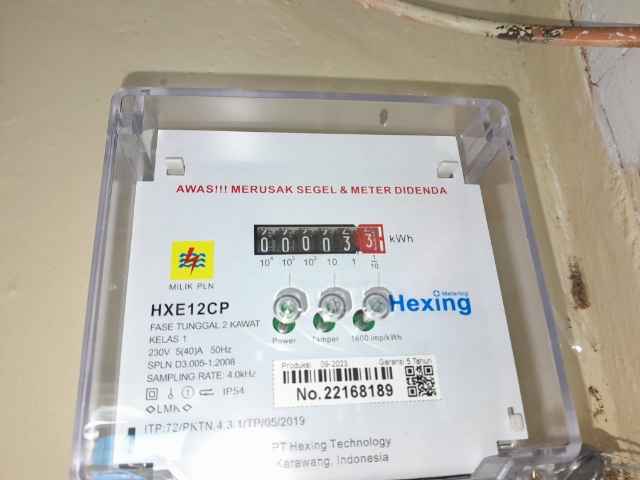 AWAS!!! MERUSAK SEGEL & METER DIDENDA
0 0 0 0 3 3 kWh
10⁴ 10³ 10² 10 1 1/10
MILIK PLN
HXE12CP
FASE TUNGGAL 2 KAWAT
KELAS 1
230V 5(40)A 50Hz
SPLN D3.005-1:2008
SAMPLING RATE: 4.0kHz
IP54
LMK
ITP:72/PKTN.4.3.1/TP/05/2019
Metering
Hexing
Power Tamper 1600 imp/kWh
Produksi: 09-2023 Garansi 5 Tahun
No.22168189
PT Hexing Technology
Karawang, Indonesia